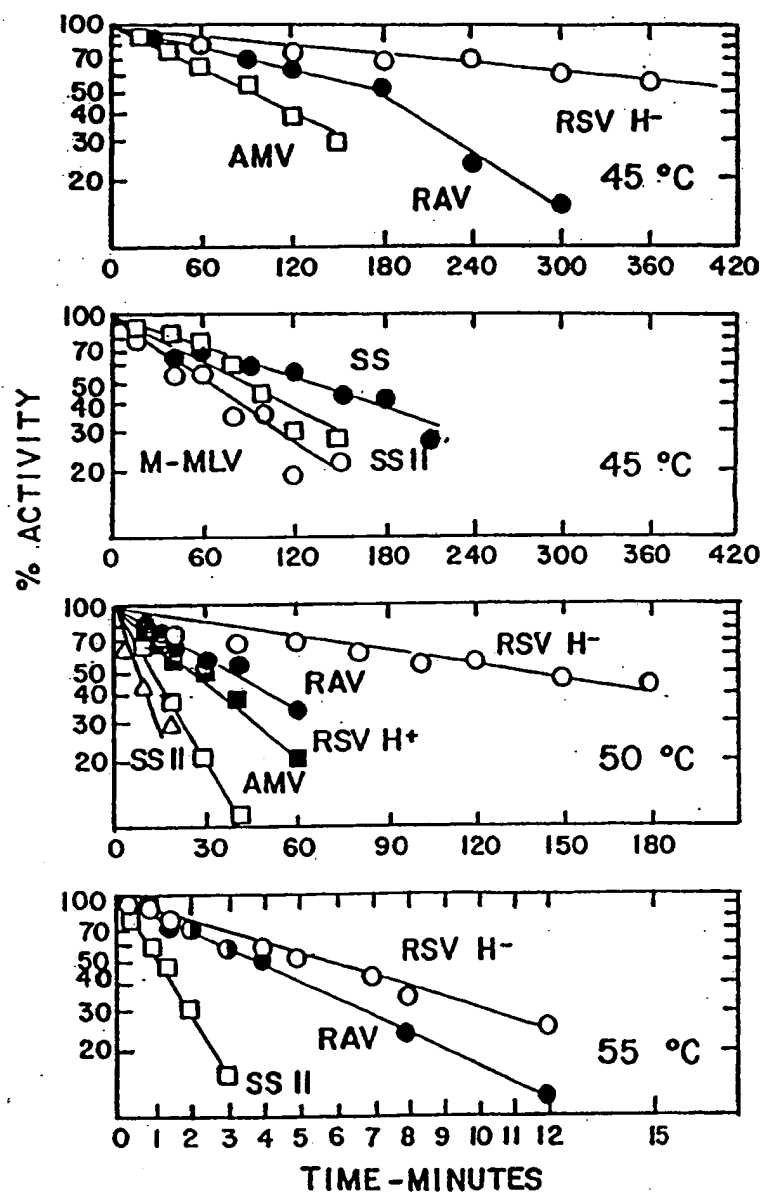 100
70
50
40
30
20
RSV H-
AMV
RAV
45 °C
0 60 120 180 240 300 360 420
100
70
50
40
30
20
SS
M-MLV
SS II
45 °C
0 60 120 180 240 300 360 420
% ACTIVITY
100
70
50
40
30
20
RSV H-
RAV
RSV H+
SS II
AMV
50 °C
0 30 60 90 120 150 180
100
70
50
40
30
20
RSV H-
RAV
SS II
55 °C
0 1 2 3 4 5 6 7 8 9 10 11 12 15
TIME-MINUTES